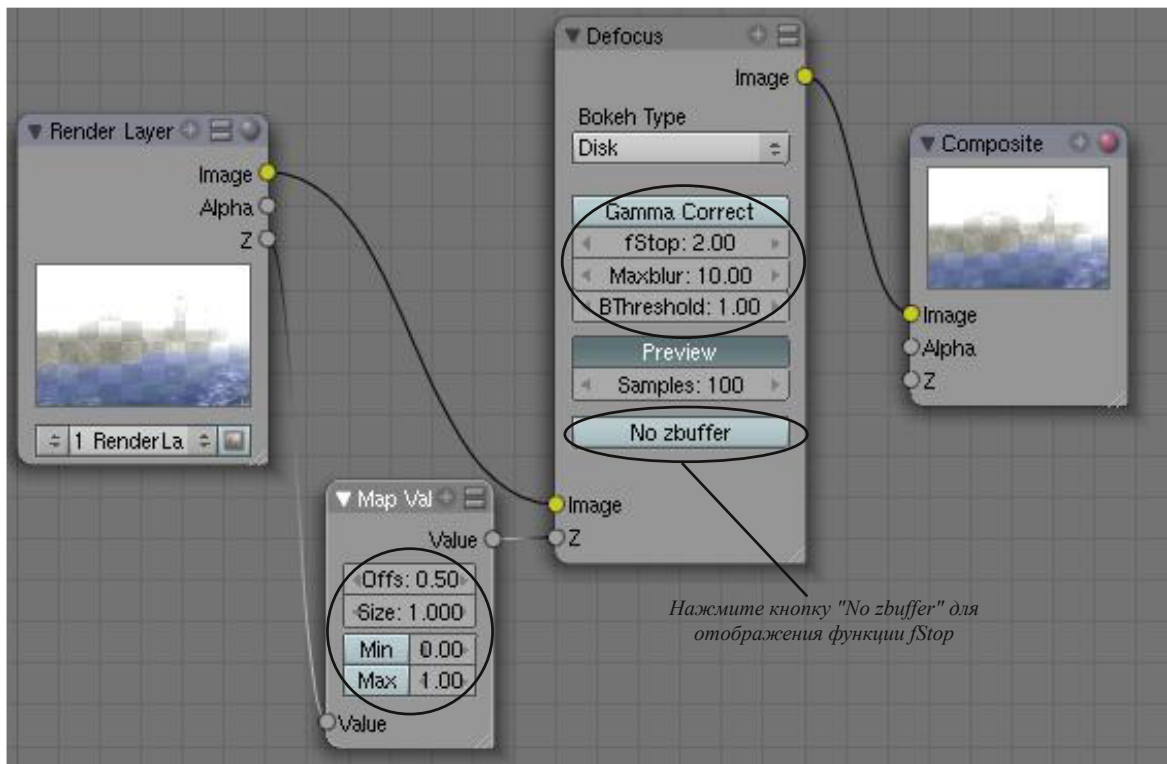 Render Layer
Image
Alpha
Z
1 RenderLa
Map Val
Value
Offs: 0.50
Size: 1.000
Min 0.00
Max 1.00
Value
Defocus
Image
Bokeh Type
Disk
Gamma Correct
fStop: 2.00
Maxblur: 10.00
BThreshold: 1.00
Preview
Samples: 100
No zbuffer
Image
Z
Composite
Image
Alpha
Z
Нажмите кнопку "No zbuffer" для
отображения функции fStop